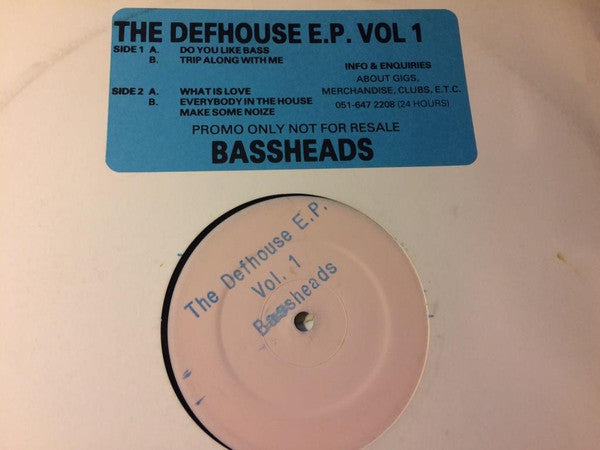 THE DEFHOUSE E.P. VOL 1
SIDE 1 A. DO YOU LIKE BASS
B. TRIP ALONG WITH ME
SIDE 2 A. WHAT IS LOVE
B. EVERYBODY IN THE HOUSE
MAKE SOME NOIZE
INFO & ENQUIRIES
ABOUT GIGS,
MERCHANDISE, CLUBS, E.T.C.
051-647 2208 (24 HOURS)
PROMO ONLY NOT FOR RESALE
BASSHEADS
The Defhouse E.P.
Vol. 1
Bassheads